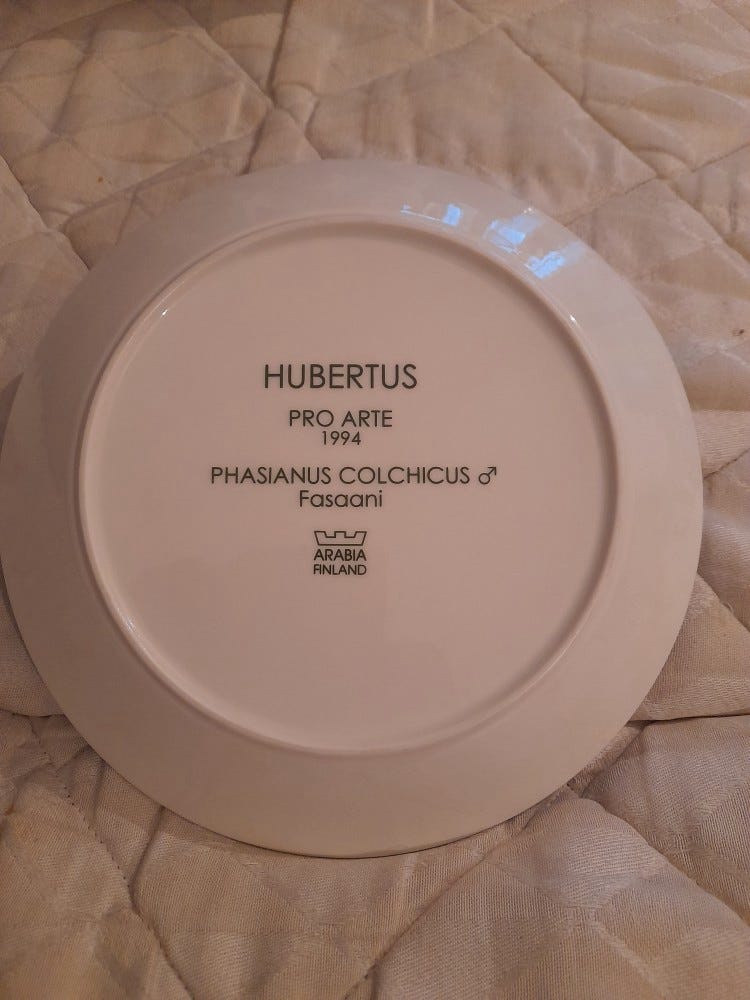 HUBERTUS
PRO ARTE
1994
PHASIANUS COLCHICUS ♂
Fasaani
ARABIA
FINLAND